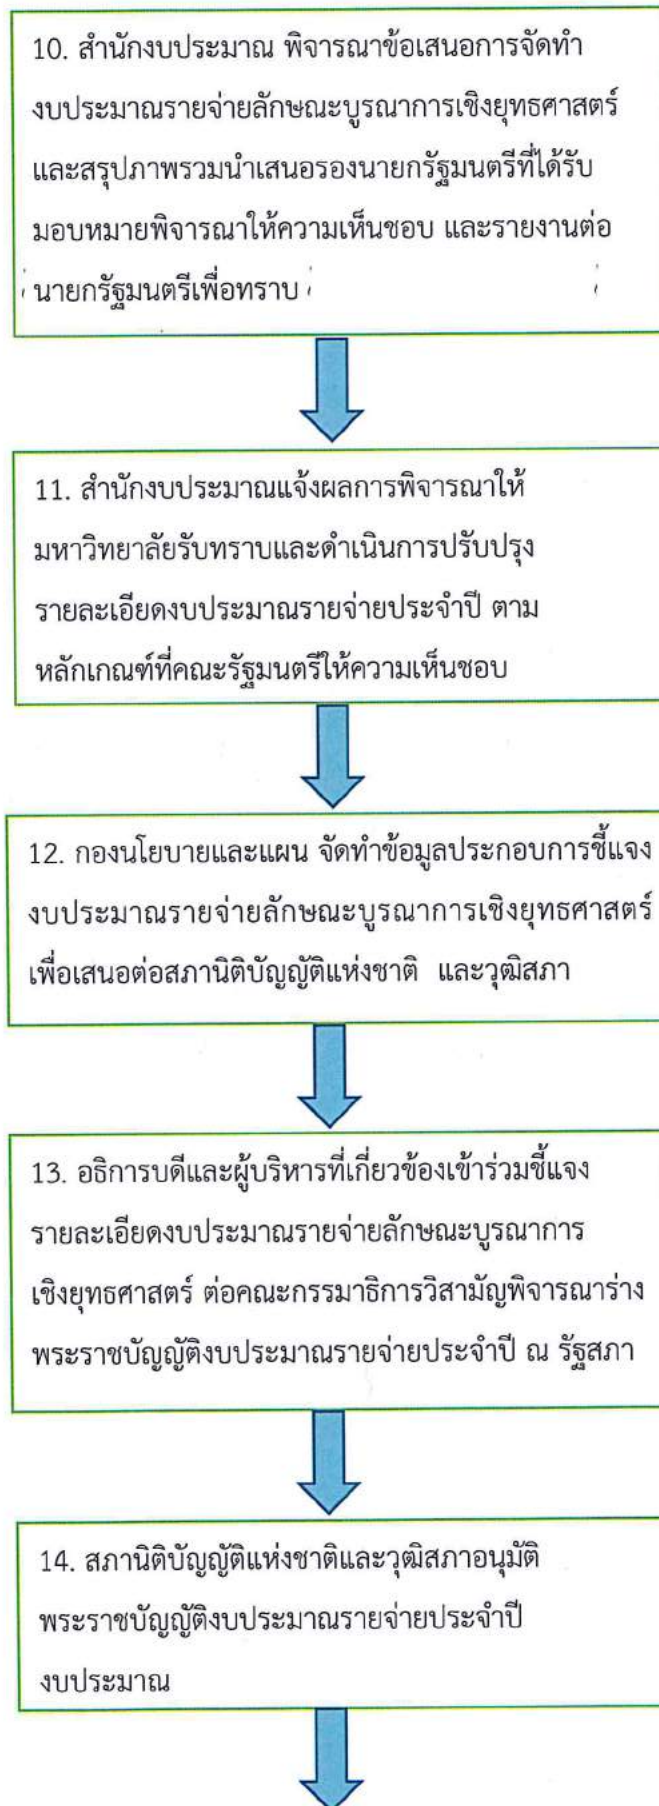 10. สำนักงบประมาณ พิจารณาข้อเสนอการจัดทำ
งบประมาณรายจ่ายลักษณะบูรณาการเชิงยุทธศาสตร์
และสรุปภาพรวมนำเสนอรองนายกรัฐมนตรีที่ได้รับ
มอบหมายพิจารณาให้ความเห็นชอบ และรายงานต่อ
นายกรัฐมนตรีเพื่อทราบ
11. สำนักงบประมาณแจ้งผลการพิจารณาให้
มหาวิทยาลัยรับทราบและดำเนินการปรับปรุง
รายละเอียดงบประมาณรายจ่ายประจำปี ตาม
หลักเกณฑ์ที่คณะรัฐมนตรีให้ความเห็นชอบ
12. กองนโยบายและแผน จัดทำข้อมูลประกอบการชี้แจง
งบประมาณรายจ่ายลักษณะบูรณาการเชิงยุทธศาสตร์
เพื่อเสนอต่อสภานิติบัญญัติแห่งชาติ และวุฒิสภา
13. อธิการบดีและผู้บริหารที่เกี่ยวข้องเข้าร่วมชี้แจง
รายละเอียดงบประมาณรายจ่ายลักษณะบูรณาการ
เชิงยุทธศาสตร์ ต่อคณะกรรมาธิการวิสามัญพิจารณาร่าง
พระราชบัญญัติงบประมาณรายจ่ายประจำปี ณ รัฐสภา
14. สภานิติบัญญัติแห่งชาติและวุฒิสภาอนุมัติ
พระราชบัญญัติงบประมาณรายจ่ายประจำปี
งบประมาณ